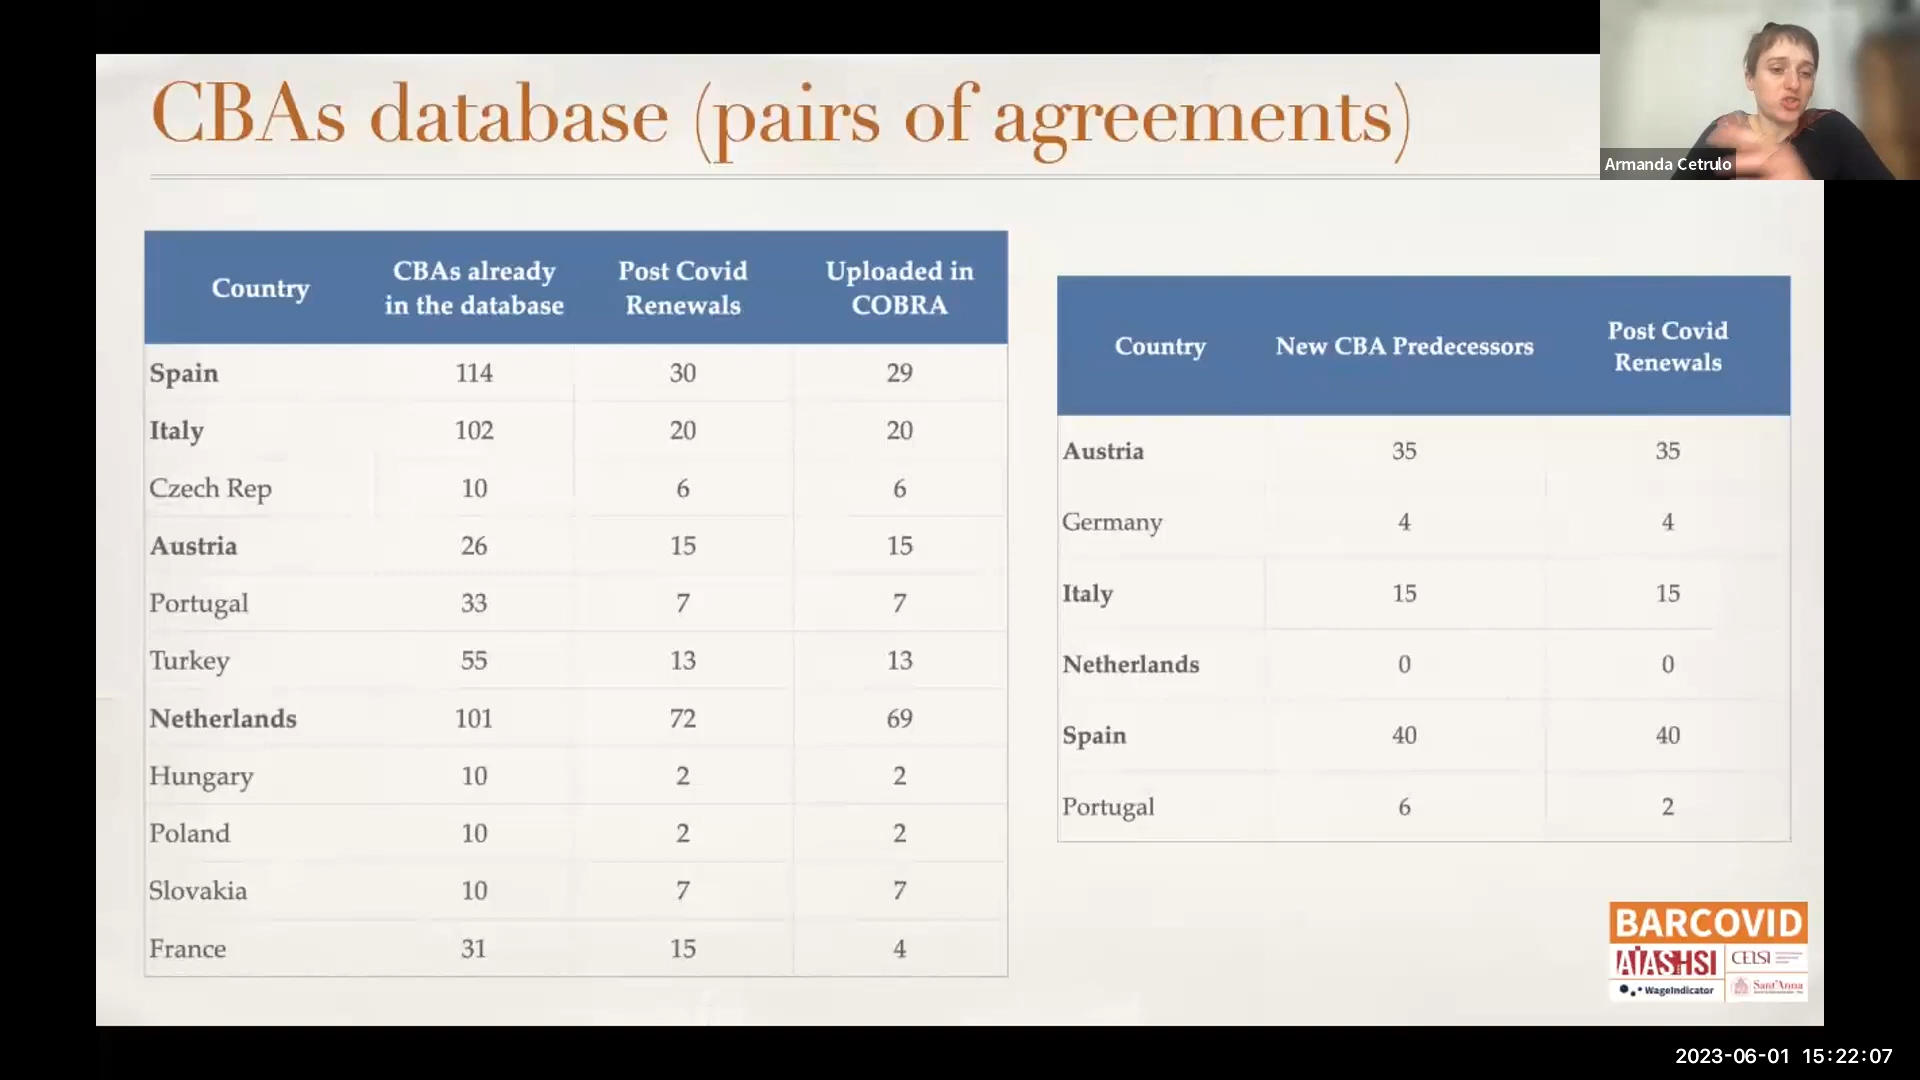 CBAs database (pairs of agreements)
Armanda Cetrulo
Country CBAs already in the database Post Covid Renewals Uploaded in COBRA
Spain 114 30 29
Italy 102 20 20
Czech Rep 10 6 6
Austria 26 15 15
Portugal 33 7 7
Turkey 55 13 13
Netherlands 101 72 69
Hungary 10 2 2
Poland 10 2 2
Slovakia 10 7 7
France 31 15 4
Country New CBA Predecessors Post Covid Renewals
Austria 35 35
Germany 4 4
Italy 15 15
Netherlands 0 0
Spain 40 40
Portugal 6 2
BARCOVID
AIAS-HSI CELSI
WageIndicator Sant'Anna
2023-06-01 15:22:07